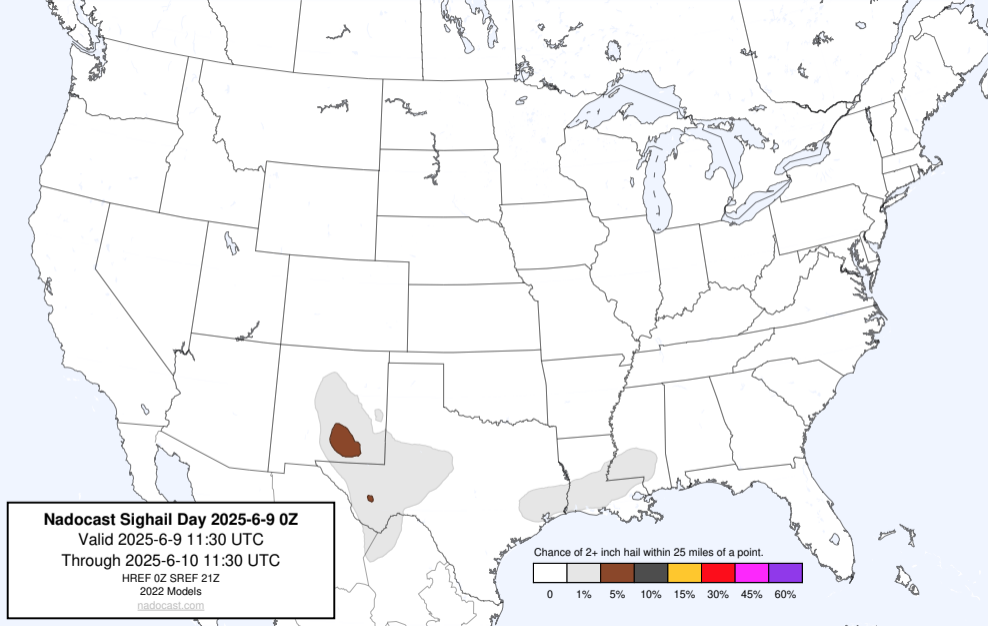 Nadocast Sighail Day 2025-6-9 0Z
Valid 2025-6-9 11:30 UTC
Through 2025-6-10 11:30 UTC
HREF 0Z SREF 21Z
2022 Models
nadocast.com
Chance of 2+ inch hail within 25 miles of a point.
0 1% 5% 10% 15% 30% 45% 60%